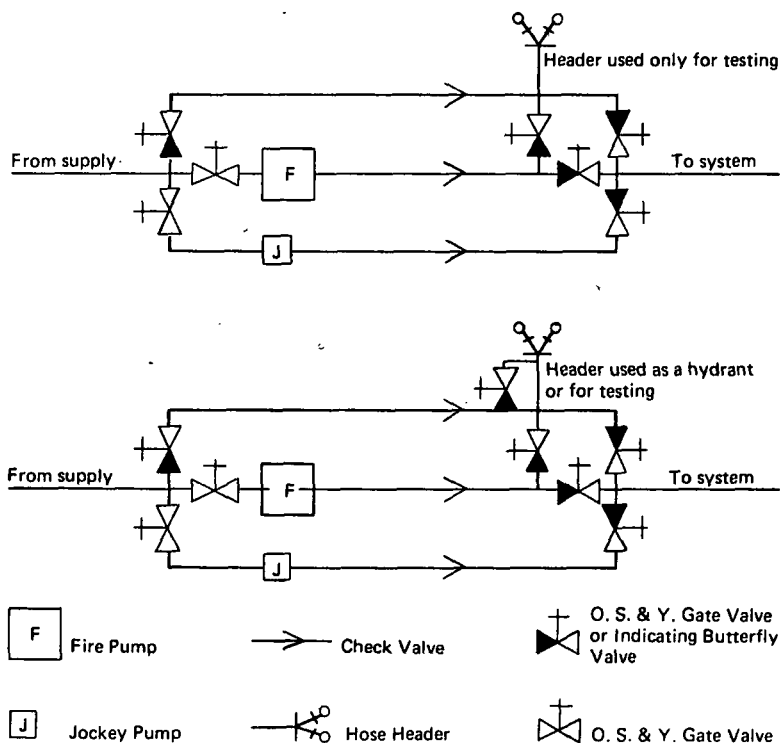 Header used only for testing
From supply
F
To system
J
Header used as a hydrant
or for testing
From supply
F
To system
J
F
Fire Pump
Check Valve
O. S. & Y. Gate Valve
or Indicating Butterfly
Valve
J
Jockey Pump
Hose Header
O. S. & Y. Gate Valve